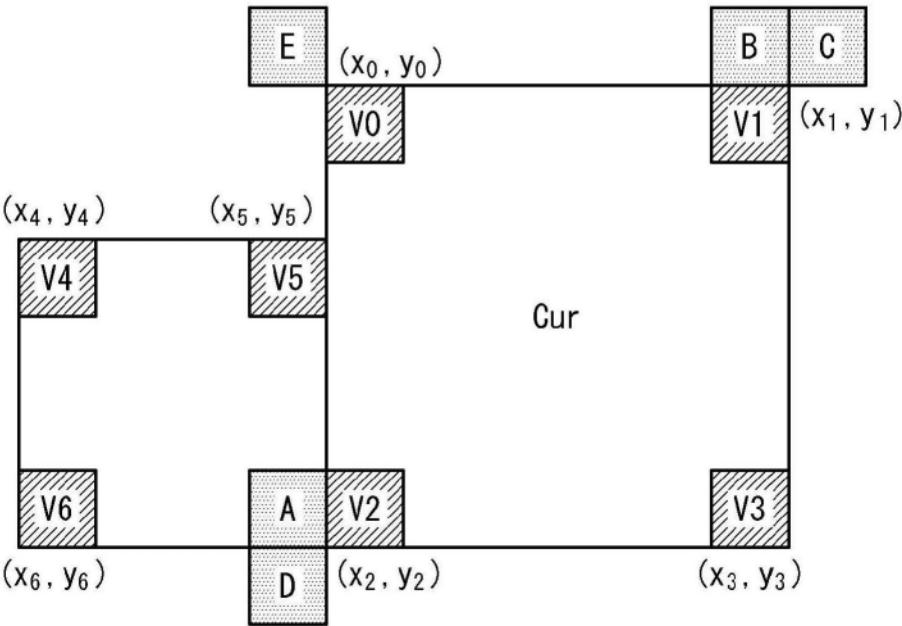 E
B
C
(x₀, y₀)
V0
V1
(x₁, y₁)
(x₄, y₄)
(x₅, y₅)
V4
V5
Cur
V6
A
V2
V3
(x₆, y₆)
D
(x₂, y₂)
(x₃, y₃)